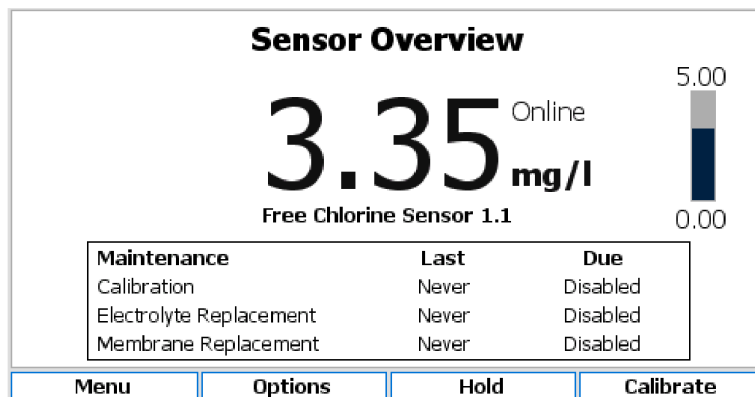 Sensor Overview
5.00
3.35 Online
mg/l
Free Chlorine Sensor 1.1
0.00
Maintenance Last Due
Calibration Never Disabled
Electrolyte Replacement Never Disabled
Membrane Replacement Never Disabled
Menu Options Hold Calibrate